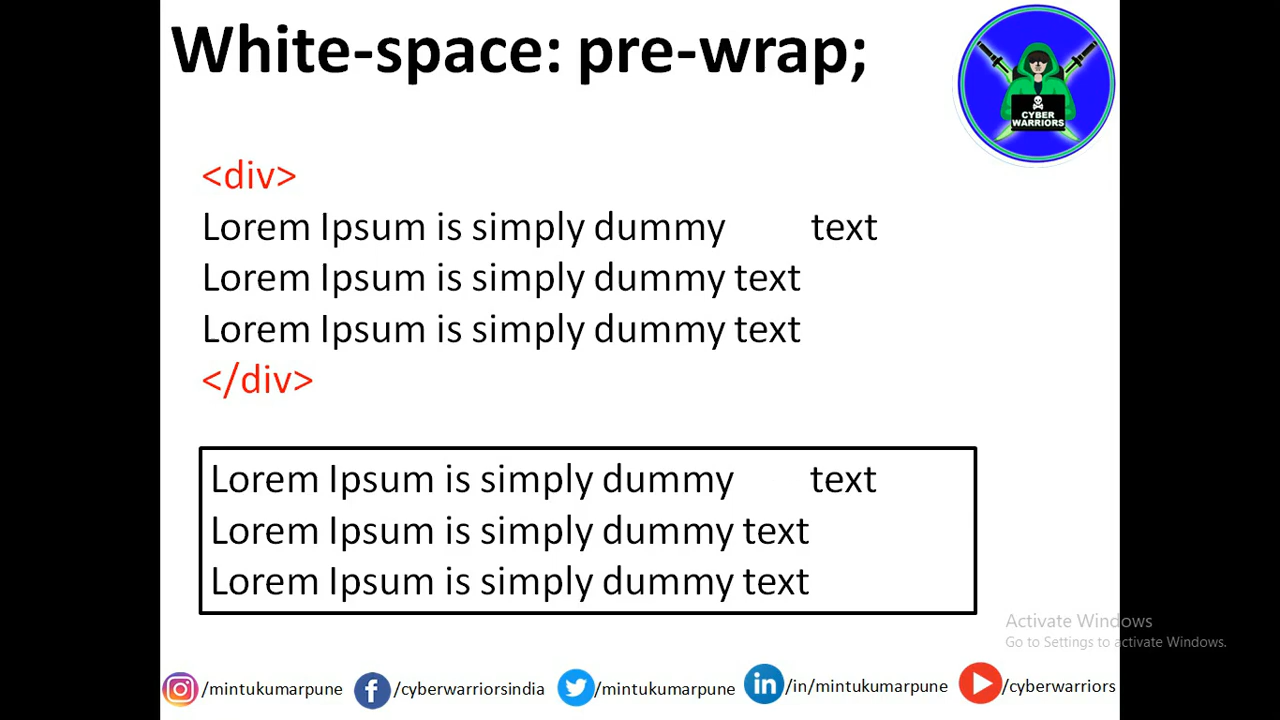 White-space: pre-wrap;
CYBER
WARRIORS
<div>
Lorem Ipsum is simply dummy        text
Lorem Ipsum is simply dummy text
Lorem Ipsum is simply dummy text
</div>
Lorem Ipsum is simply dummy        text
Lorem Ipsum is simply dummy text
Lorem Ipsum is simply dummy text
Activate Windows
Go to Settings to activate Windows.
/mintukumarpune /cyberwarriorsindia /mintukumarpune in /in/mintukumarpune /cyberwarriors